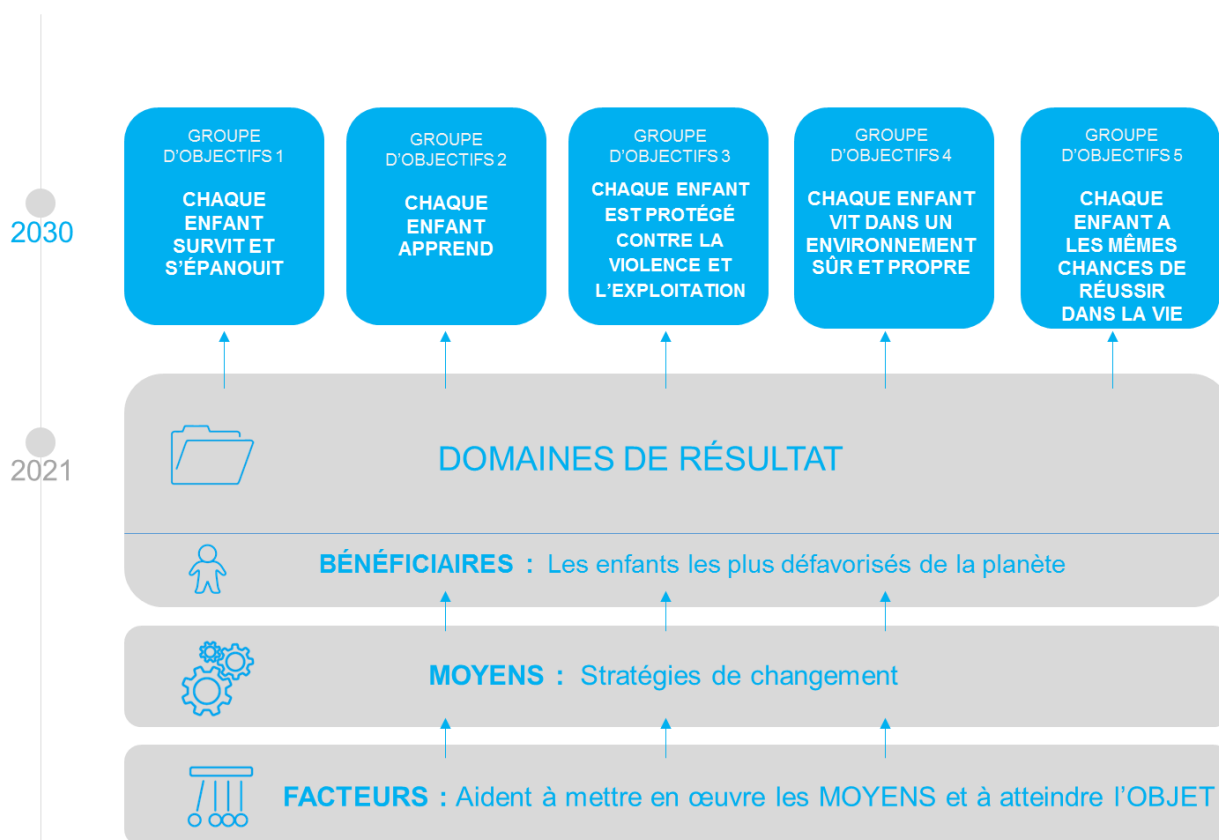 GROUPE
D'OBJECTIFS 1
CHAQUE
ENFANT
SURVIT ET
S'ÉPANOUIT
GROUPE
D'OBJECTIFS 2
CHAQUE
ENFANT
APPREND
GROUPE
D'OBJECTIFS 3
CHAQUE ENFANT
EST PROTÉGÉ
CONTRE LA
VIOLENCE ET
L'EXPLOITATION
GROUPE
D'OBJECTIFS 4
CHAQUE ENFANT
VIT DANS UN
ENVIRONNEMENT
SÛR ET PROPRE
GROUPE
D'OBJECTIFS 5
CHAQUE
ENFANT A
LES MÊMES
CHANCES DE
RÉUSSIR
DANS LA VIE
2030
2021
DOMAINES DE RÉSULTAT
BÉNÉFICIAIRES : Les enfants les plus défavorisés de la planète
MOYENS : Stratégies de changement
FACTEURS : Aident à mettre en œuvre les MOYENS et à atteindre l'OBJET